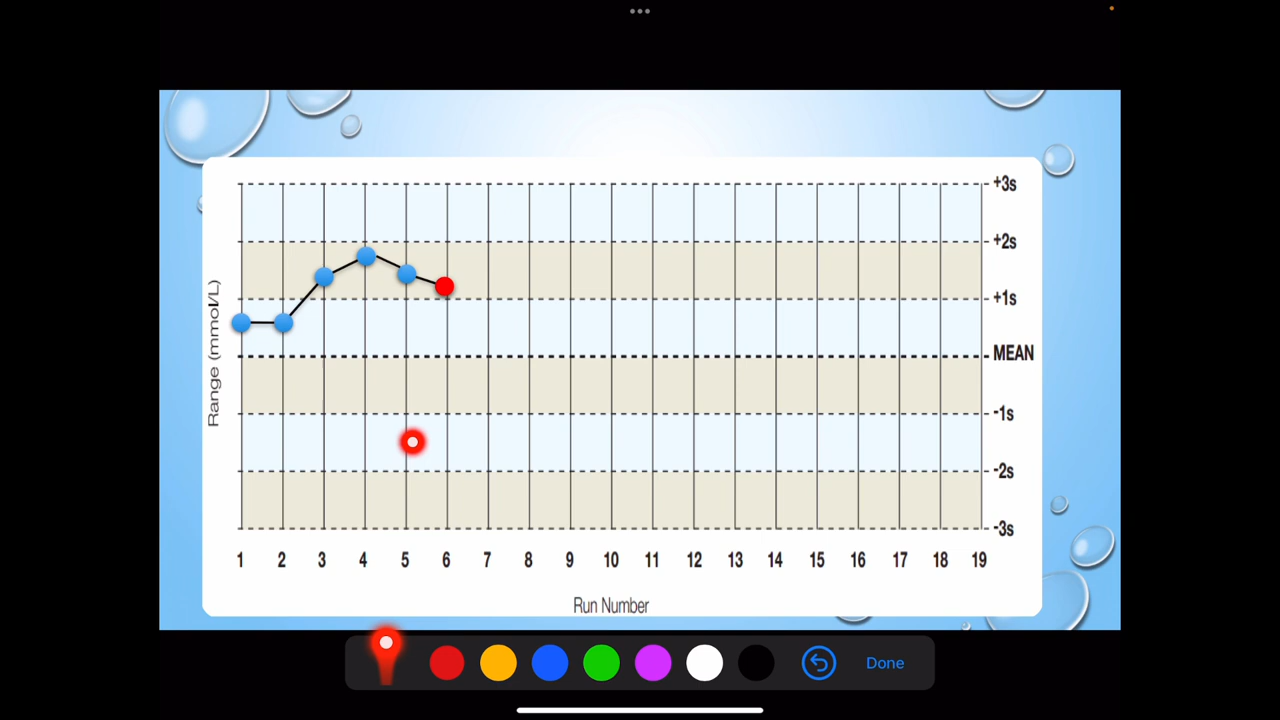 +3s
+2s
+1s
MEAN
-1s
-2s
-3s
Range (mmol/L)
1 2 3 4 5 6 7 8 9 10 11 12 13 14 15 16 17 18 19
Run Number
Done